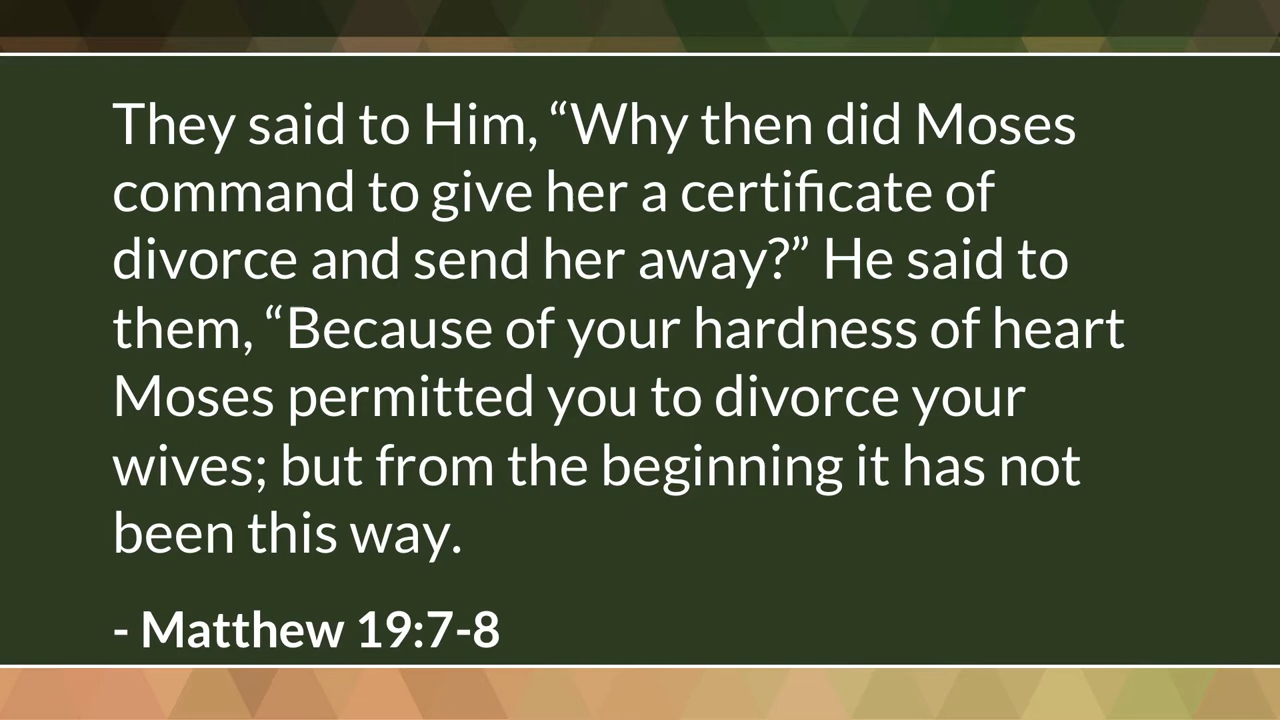 They said to Him, “Why then did Moses
command to give her a certificate of
divorce and send her away?” He said to
them, “Because of your hardness of heart
Moses permitted you to divorce your
wives; but from the beginning it has not
been this way.
- Matthew 19:7-8